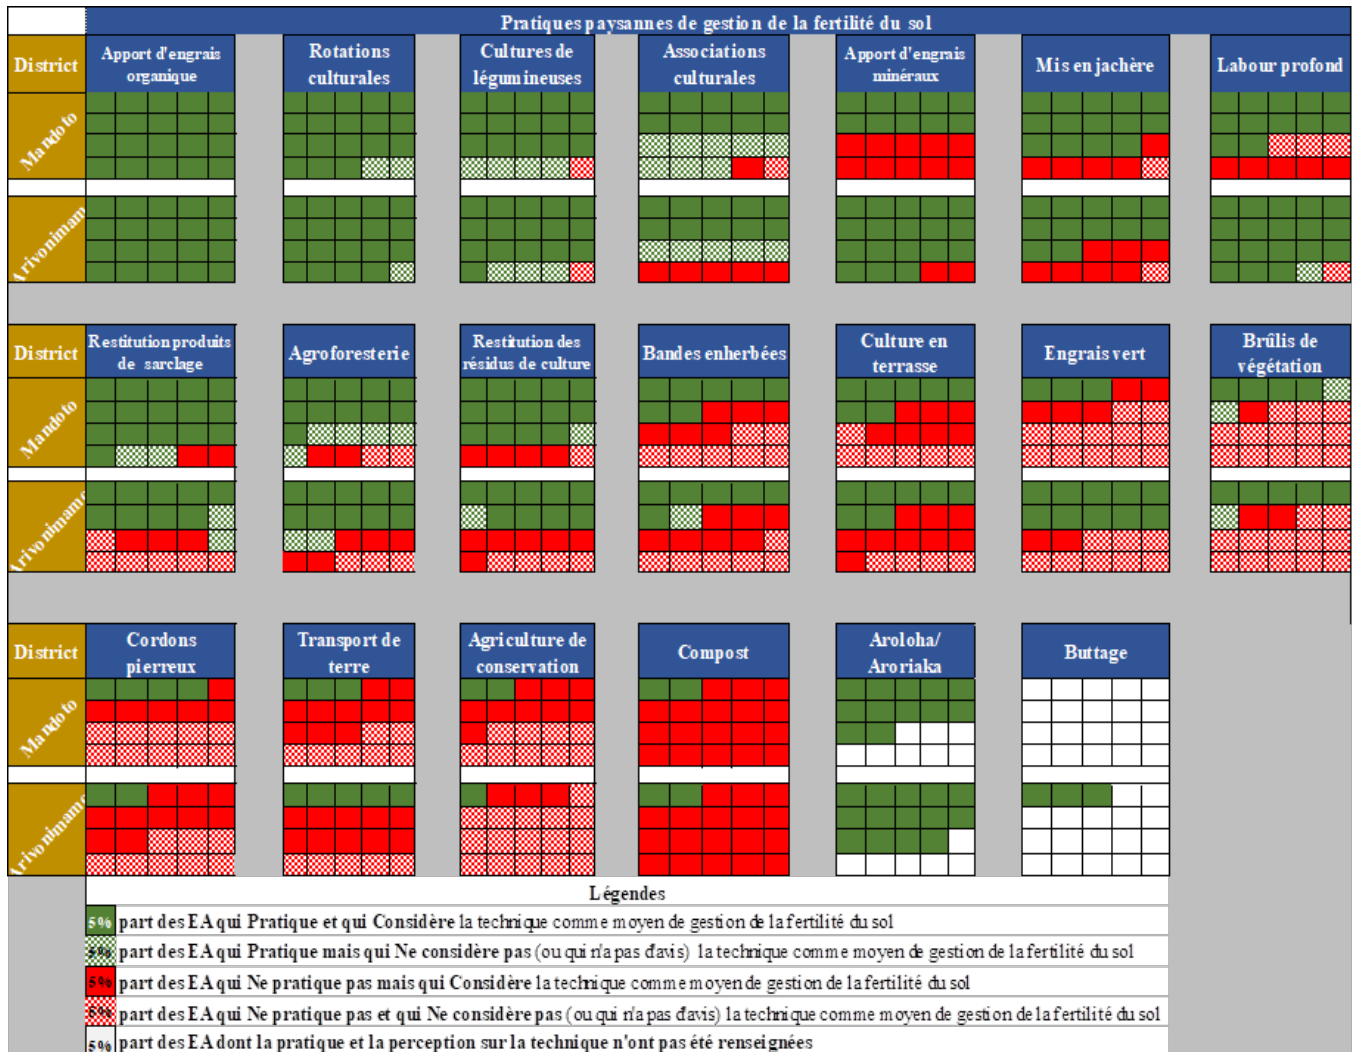 Pratiques paysannes de gestion de la fertilité du sol
District
Apport d'engrais
organique
Rotations
culturales
Cultures de
légumineuses
Associations
culturales
Apport d'engrais
minéraux
Mis en jachère
Labour profond
Mandoto
Arivonimam
District
Restitution produits
de sarclage
Agroforesterie
Restitution des
résidus de culture
Bandes enherbées
Culture en
terrasse
Engrais vert
Brûlis de
végétation
Mandoto
Arivonimamo
District
Cordons
pierreux
Transport de
terre
Agriculture de
conservation
Compost
Aroloha/
Aroriaka
Buttage
Mandoto
Arivonimamo
Légendes
5% part des EA qui Pratique et qui Considère la technique comme moyen de gestion de la fertilité du sol
5% part des EA qui Pratique mais qui Ne considère pas (ou qui n'a pas d'avis) la technique comme moyen de gestion de la fertilité du sol
5% part des EA qui Ne pratique pas mais qui Considère la technique comme moyen de gestion de la fertilité du sol
5% part des EA qui Ne pratique pas et qui Ne considère pas (ou qui n'a pas d'avis) la technique comme moyen de gestion de la fertilité du sol
5% part des EA dont la pratique et la perception sur la technique n'ont pas été renseignées